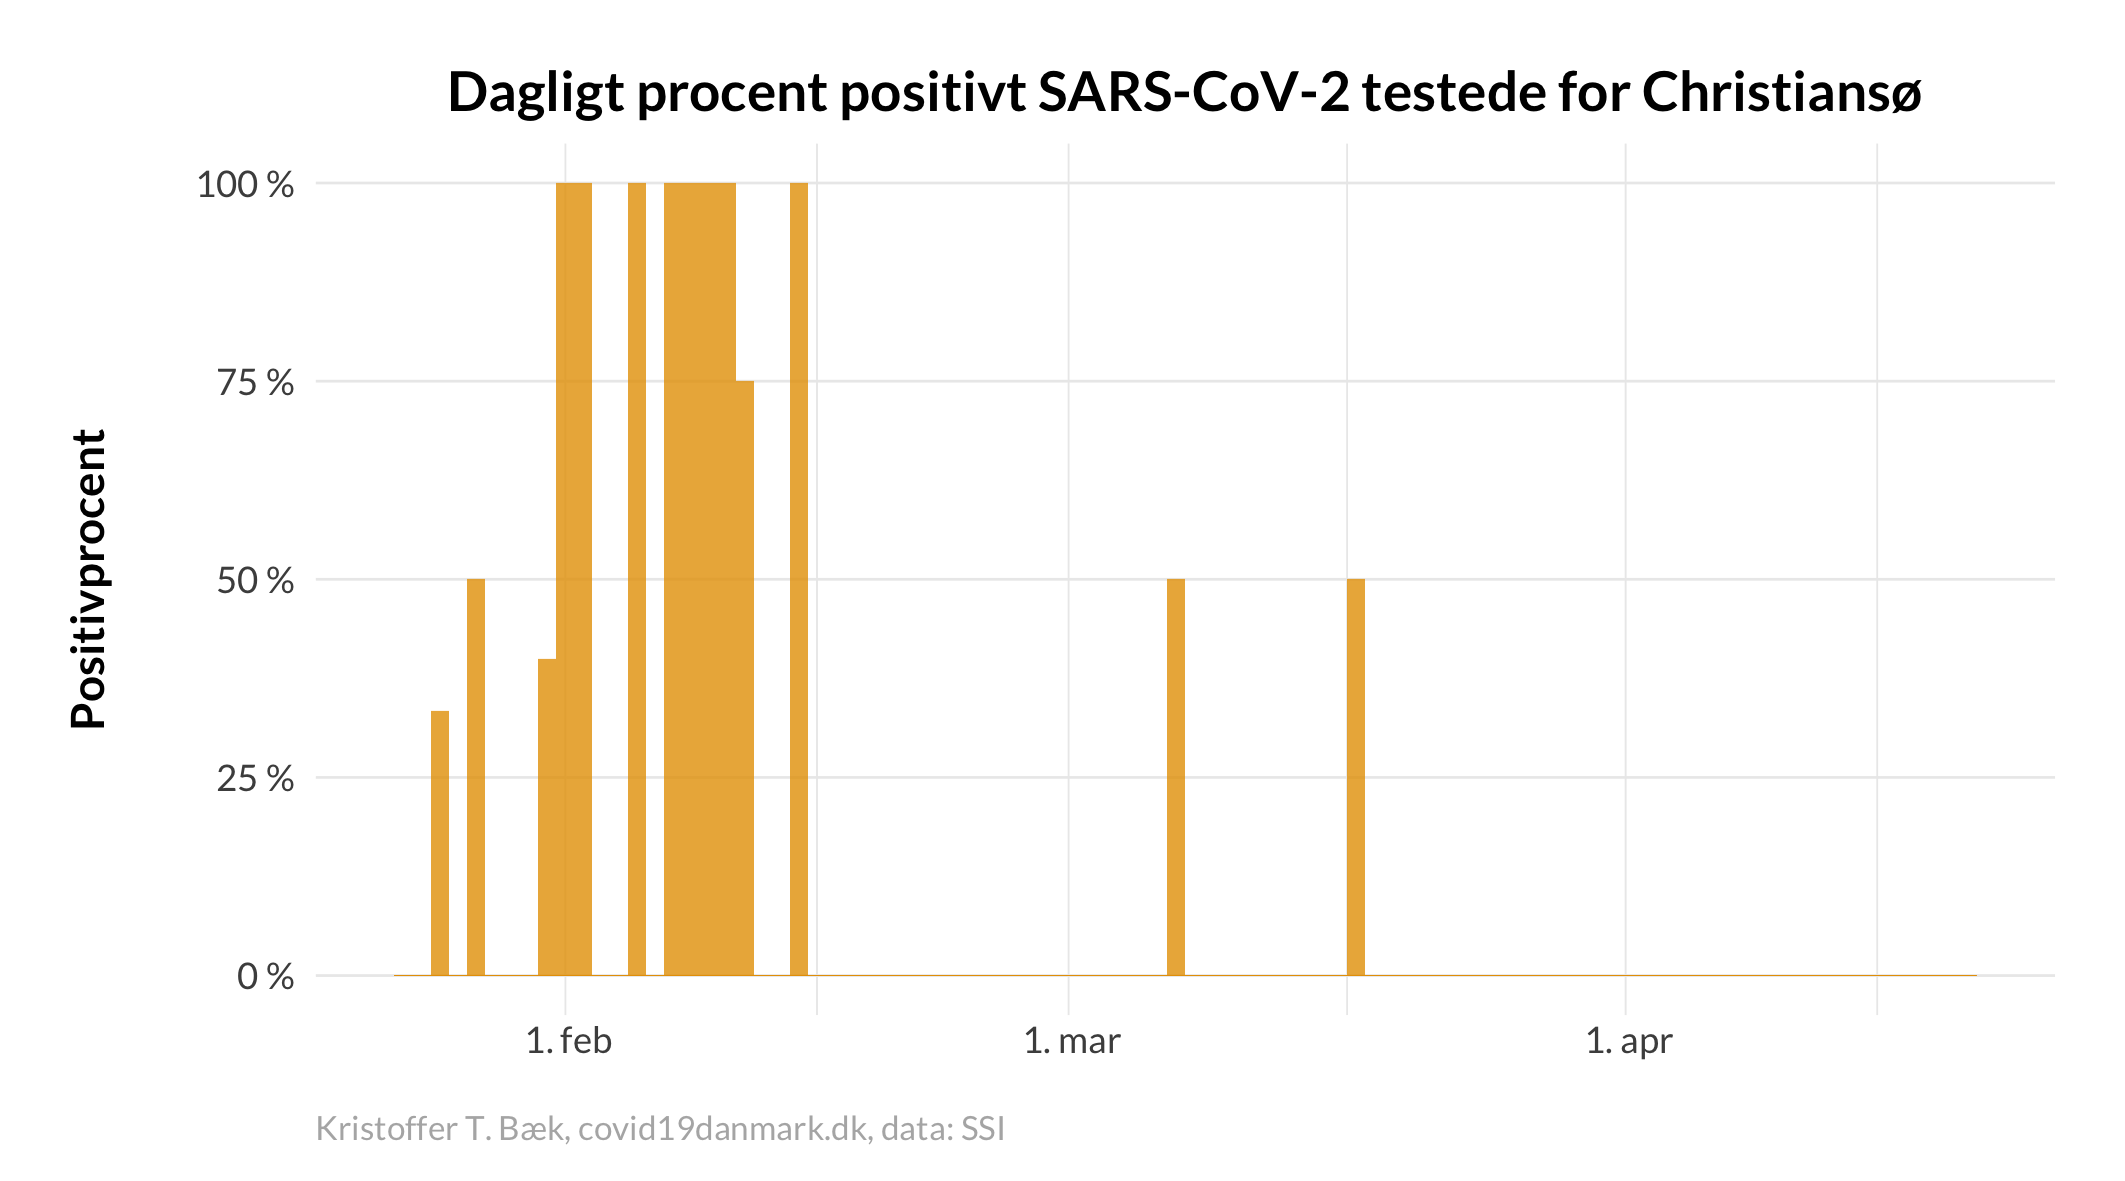 Dagligt procent positivt SARS-CoV-2 testede for Christiansø
Positivprocent
100 %
75 %
50 %
25 %
0 %
1. feb
1. mar
1. apr
Kristoffer T. Bæk, covid19danmark.dk, data: SSI